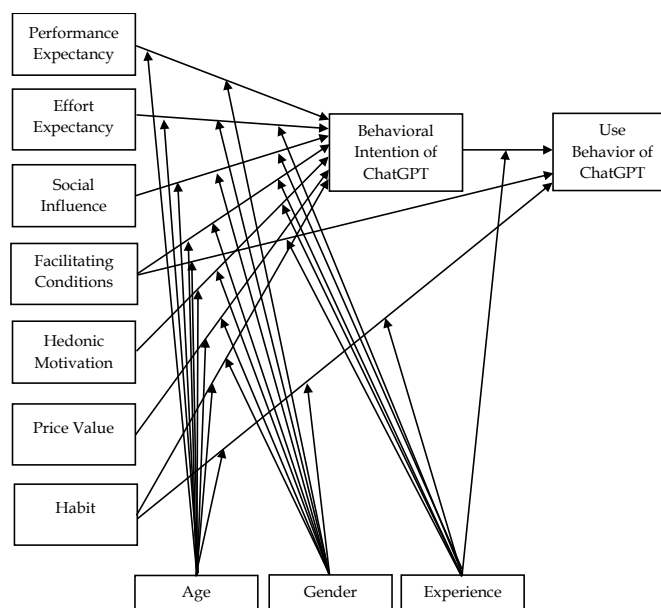 Performance
Expectancy
Effort
Expectancy
Social
Influence
Facilitating
Conditions
Hedonic
Motivation
Price Value
Habit
Behavioral
Intention of
ChatGPT
Use
Behavior of
ChatGPT
Age
Gender
Experience